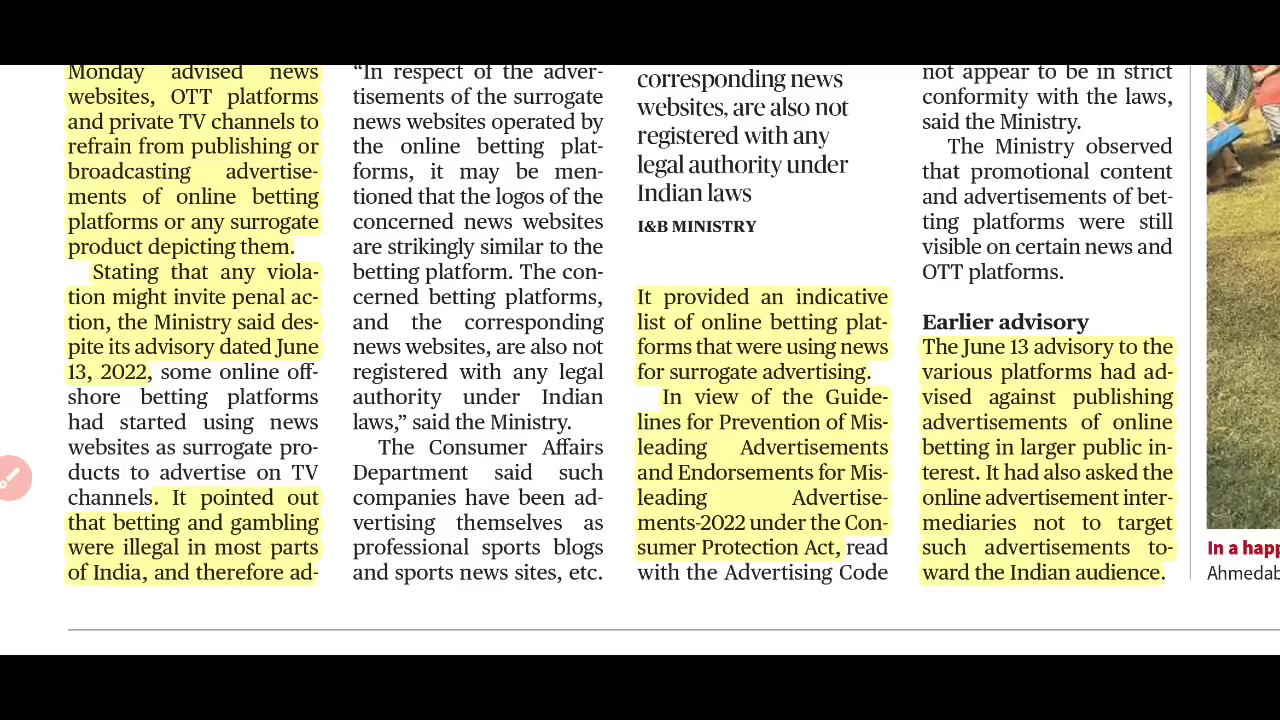 Monday advised news
websites, OTT platforms
and private TV channels to
refrain from publishing or
broadcasting advertise-
ments of online betting
platforms or any surrogate
product depicting them.
Stating that any viola-
tion might invite penal ac-
tion, the Ministry said des-
pite its advisory dated June
13, 2022, some online off-
shore betting platforms
had started using news
websites as surrogate pro-
ducts to advertise on TV
channels. It pointed out
that betting and gambling
were illegal in most parts
of India, and therefore ad-
“In respect of the adver-
tisements of the surrogate
news websites operated by
the online betting plat-
forms, it may be men-
tioned that the logos of the
concerned news websites
are strikingly similar to the
betting platform. The con-
cerned betting platforms,
and the corresponding
news websites, are also not
registered with any legal
authority under Indian
laws,” said the Ministry.
The Consumer Affairs
Department said such
companies have been ad-
vertising themselves as
professional sports blogs
and sports news sites, etc.
corresponding news
websites, are also not
registered with any
legal authority under
Indian laws
I&B MINISTRY
It provided an indicative
list of online betting plat-
forms that were using news
for surrogate advertising.
In view of the Guide-
lines for Prevention of Mis-
leading Advertisements
and Endorsements for Mis-
leading Advertise-
ments-2022 under the Con-
sumer Protection Act, read
with the Advertising Code
not appear to be in strict
conformity with the laws,
said the Ministry.
The Ministry observed
that promotional content
and advertisements of bet-
ting platforms were still
visible on certain news and
OTT platforms.
Earlier advisory
The June 13 advisory to the
various platforms had ad-
vised against publishing
advertisements of online
betting in larger public in-
terest. It had also asked the
online advertisement inter-
mediaries not to target
such advertisements to-
ward the Indian audience.
In a happ
Ahmedab